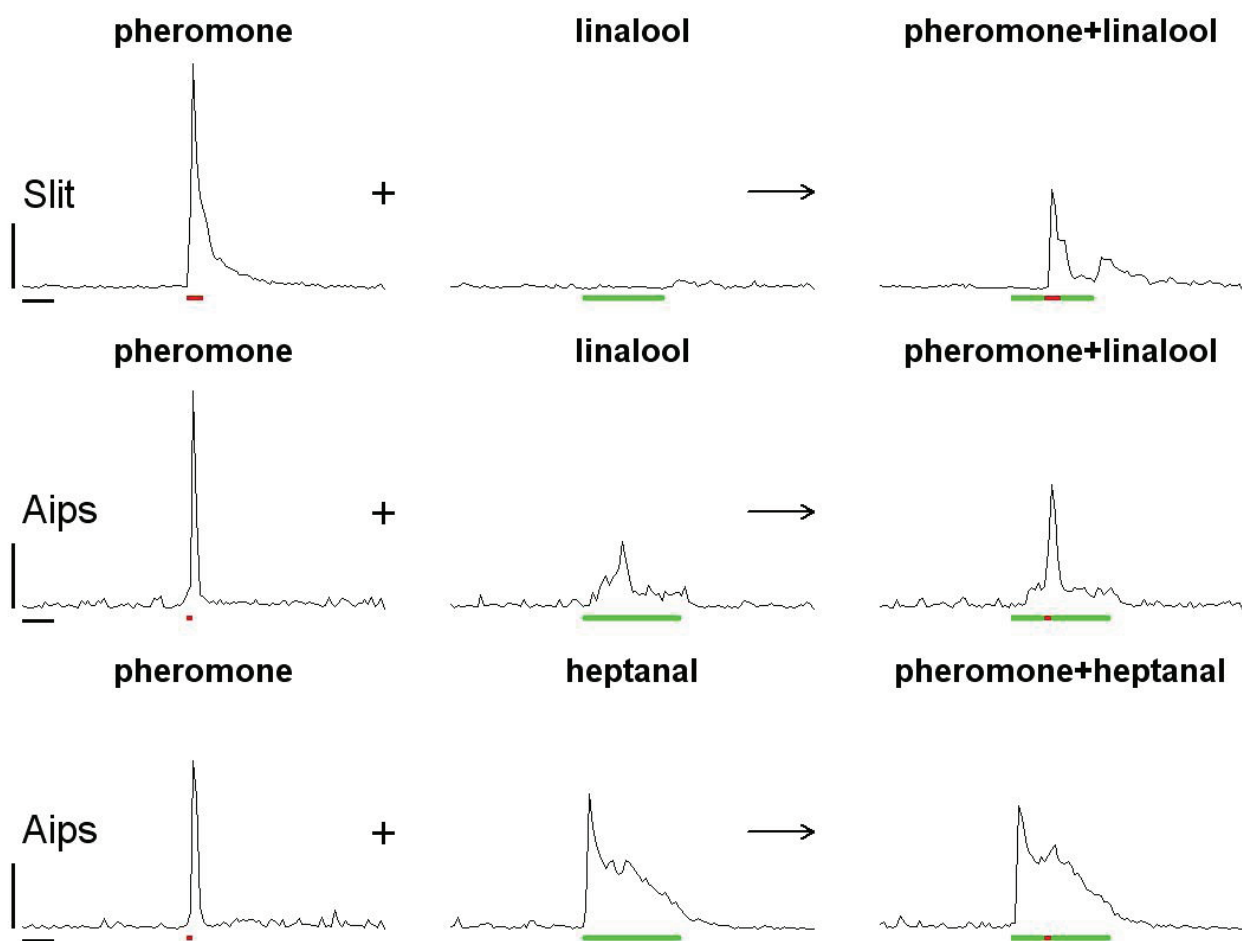 pheromone linalool pheromone+linalool
Slit + →
pheromone linalool pheromone+linalool
Aips + →
pheromone heptanal pheromone+heptanal
Aips + →